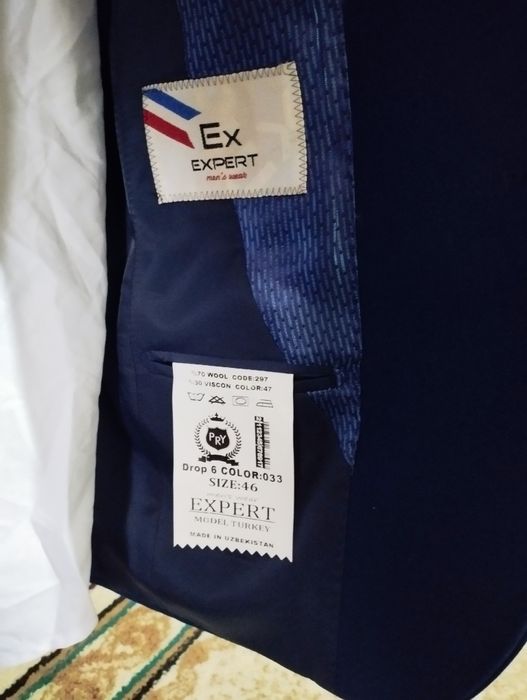 Ex
EXPERT
men's wear
%70 WOOL CODE:297
%30 VISCON COLOR:47
PRY
Drop 6 COLOR:033
SIZE:46
EXPERT
MODEL TURKEY
MADE IN UZBEKISTAN